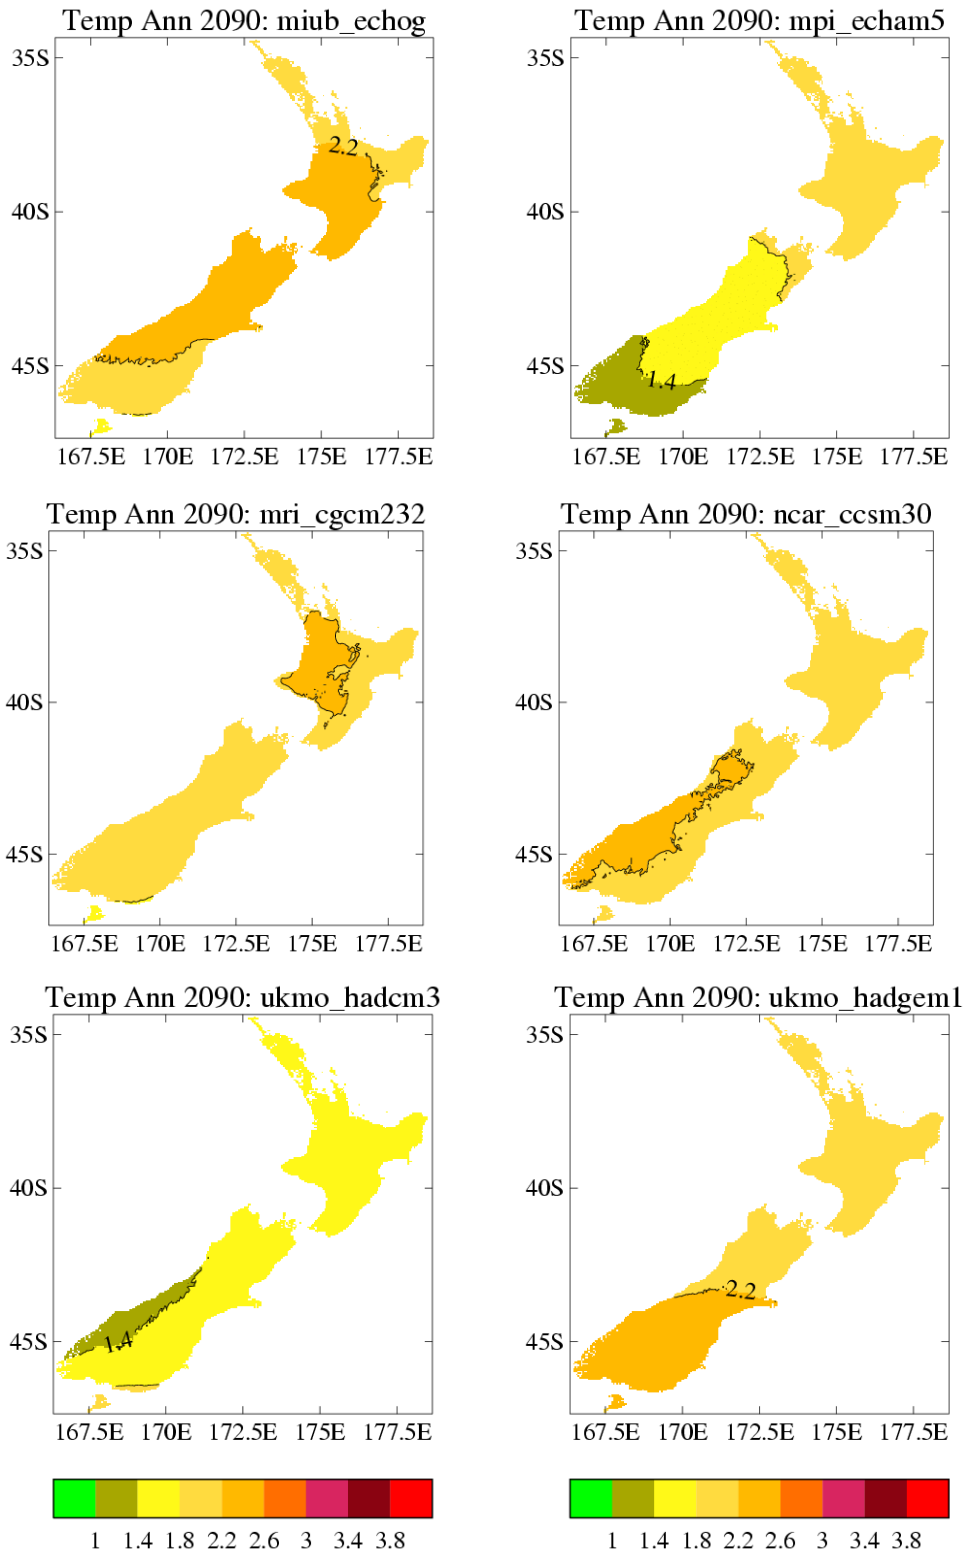 Temp Ann 2090: miub_echog
35S
2.2
40S
45S
167.5E 170E 172.5E 175E 177.5E
Temp Ann 2090: mpi_echam5
35S
40S
45S
1.4
167.5E 170E 172.5E 175E 177.5E
Temp Ann 2090: mri_cgcm232
35S
40S
45S
167.5E 170E 172.5E 175E 177.5E
Temp Ann 2090: ncar_ccsm30
35S
40S
45S
167.5E 170E 172.5E 175E 177.5E
Temp Ann 2090: ukmo_hadcm3
35S
40S
45S
1.4
167.5E 170E 172.5E 175E 177.5E
Temp Ann 2090: ukmo_hadgem1
35S
40S
2.2
45S
167.5E 170E 172.5E 175E 177.5E
1 1.4 1.8 2.2 2.6 3 3.4 3.8
1 1.4 1.8 2.2 2.6 3 3.4 3.8